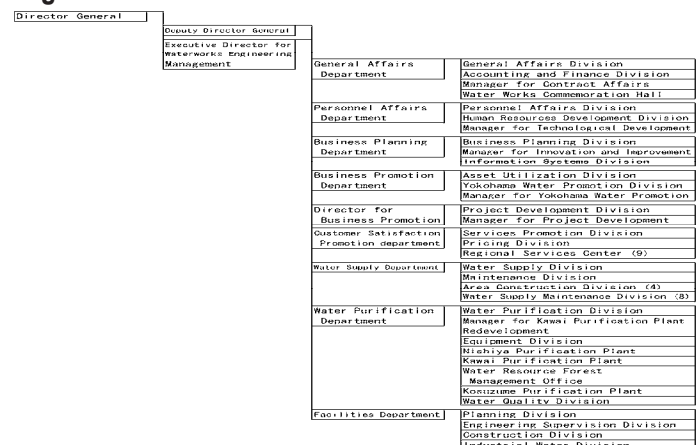 Director General
Deputy Director General
Executive Director for
Waterworks Engineering
Management
General Affairs
Department
General Affairs Division
Accounting and Finance Division
Manager for Contract Affairs
Water Works Commemoration Hall
Personnel Affairs
Department
Personnel Affairs Division
Human Resources Development Division
Manager for Technological Development
Business Planning
Department
Business Planning Division
Manager for Innovation and Improvement
Information Systems Division
Business Promotion
Department
Asset Utilization Division
Yokohama Water Promotion Division
Manager for Yokohama Water Promotion
Director for
Business Promotion
Project Development Division
Manager for Project Development
Customer Satisfaction
Promotion department
Services Promotion Division
Pricing Division
Regional Services Center (9)
Water Supply Department
Water Supply Division
Maintenance Division
Area Construction Division (4)
Water Supply Maintenance Division (8)
Water Purification
Department
Water Purification Division
Manager for Kawai Purification Plant
Redevelopment
Equipment Division
Nishiya Purification Plant
Kawai Purification Plant
Water Resource Forest
Management Office
Kosuzume Purification Plant
Water Quality Division
Facilities Department
Planning Division
Engineering Supervision Division
Construction Division
Industrial Water Division